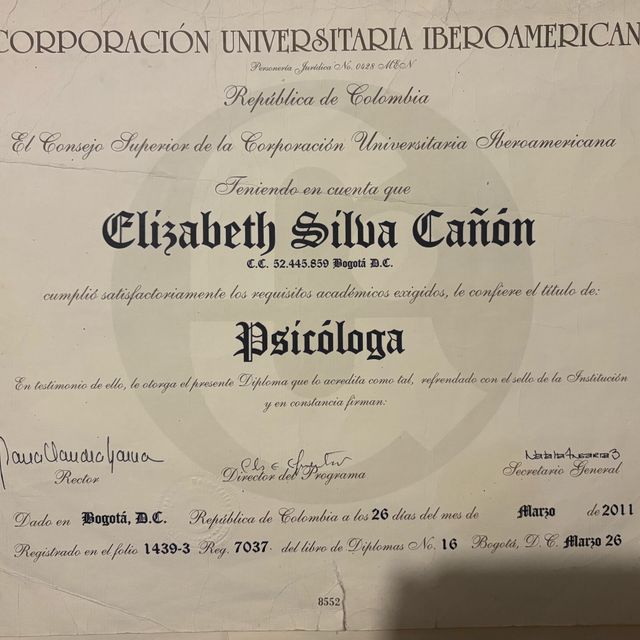 CORPORACIÓN UNIVERSITARIA IBEROAMERICAN
Personería Jurídica No. 0428 MEN
República de Colombia
El Consejo Superior de la Corporación Universitaria Iberoamericana
Teniendo en cuenta que
Elizabeth Silva Cañón
C.C. 52.445.859 Bogotá D.C.
cumplió satisfactoriamente los requisitos académicos exigidos, le confiere el título de:
Psicóloga
En testimonio de ello, le otorga el presente Diploma que lo acredita como tal, refrendado con el sello de la Institución
y en constancia firman:
Rector
Director del Programa
Secretario General
Dado en Bogotá, D.C. República de Colombia a los 26 días del mes de Marzo de 2011
Registrado en el folio 1439-3 Reg. 7037. del libro de Diplomas No. 16 Bogotá, D.C. Marzo 26
8552